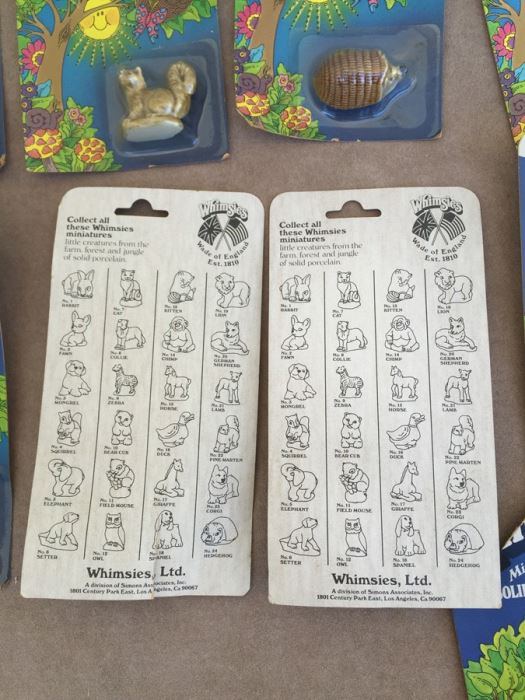 Collect all
these Whimsies
miniatures
little creatures from the
farm, forest and jungle
of solid porcelain.
Whimsies
Wade of England
Est. 1810
No. 1
RABBIT
No. 7
CAT
No. 13
KITTEN
No. 19
LION
No. 2
FAWN
No. 8
COLLIE
No. 14
CHIMP
No. 20
GERMAN
SHEPHERD
No. 3
MONGREL
No. 9
ZEBRA
No. 15
HORSE
No. 21
LAMB
No. 4
SQUIRREL
No. 10
BEAR CUB
No. 16
DUCK
No. 22
PINE MARTEN
No. 5
ELEPHANT
No. 11
FIELD MOUSE
No. 17
GIRAFFE
No. 23
CORGI
No. 6
SETTER
No. 12
OWL
No. 18
SPANIEL
No. 24
HEDGEHOG
Whimsies, Ltd.
A division of Simons Associates, Inc.
1801 Century Park East, Los Angeles, Ca 90067
Collect all
these Whimsies
miniatures
little creatures from the
farm, forest and jungle
of solid porcelain.
Whimsies
Wade of England
Est. 1810
No. 1
RABBIT
No. 7
CAT
No. 13
KITTEN
No. 19
LION
No. 2
FAWN
No. 8
COLLIE
No. 14
CHIMP
No. 20
GERMAN
SHEPHERD
No. 3
MONGREL
No. 9
ZEBRA
No. 15
HORSE
No. 21
LAMB
No. 4
SQUIRREL
No. 10
BEAR CUB
No. 16
DUCK
No. 22
PINE MARTEN
No. 5
ELEPHANT
No. 11
FIELD MOUSE
No. 17
GIRAFFE
No. 23
CORGI
No. 6
SETTER
No. 12
OWL
No. 18
SPANIEL
No. 24
HEDGEHOG
Whimsies, Ltd.
A division of Simons Associates, Inc.
1801 Century Park East, Los Angeles, Ca 90067
Mi